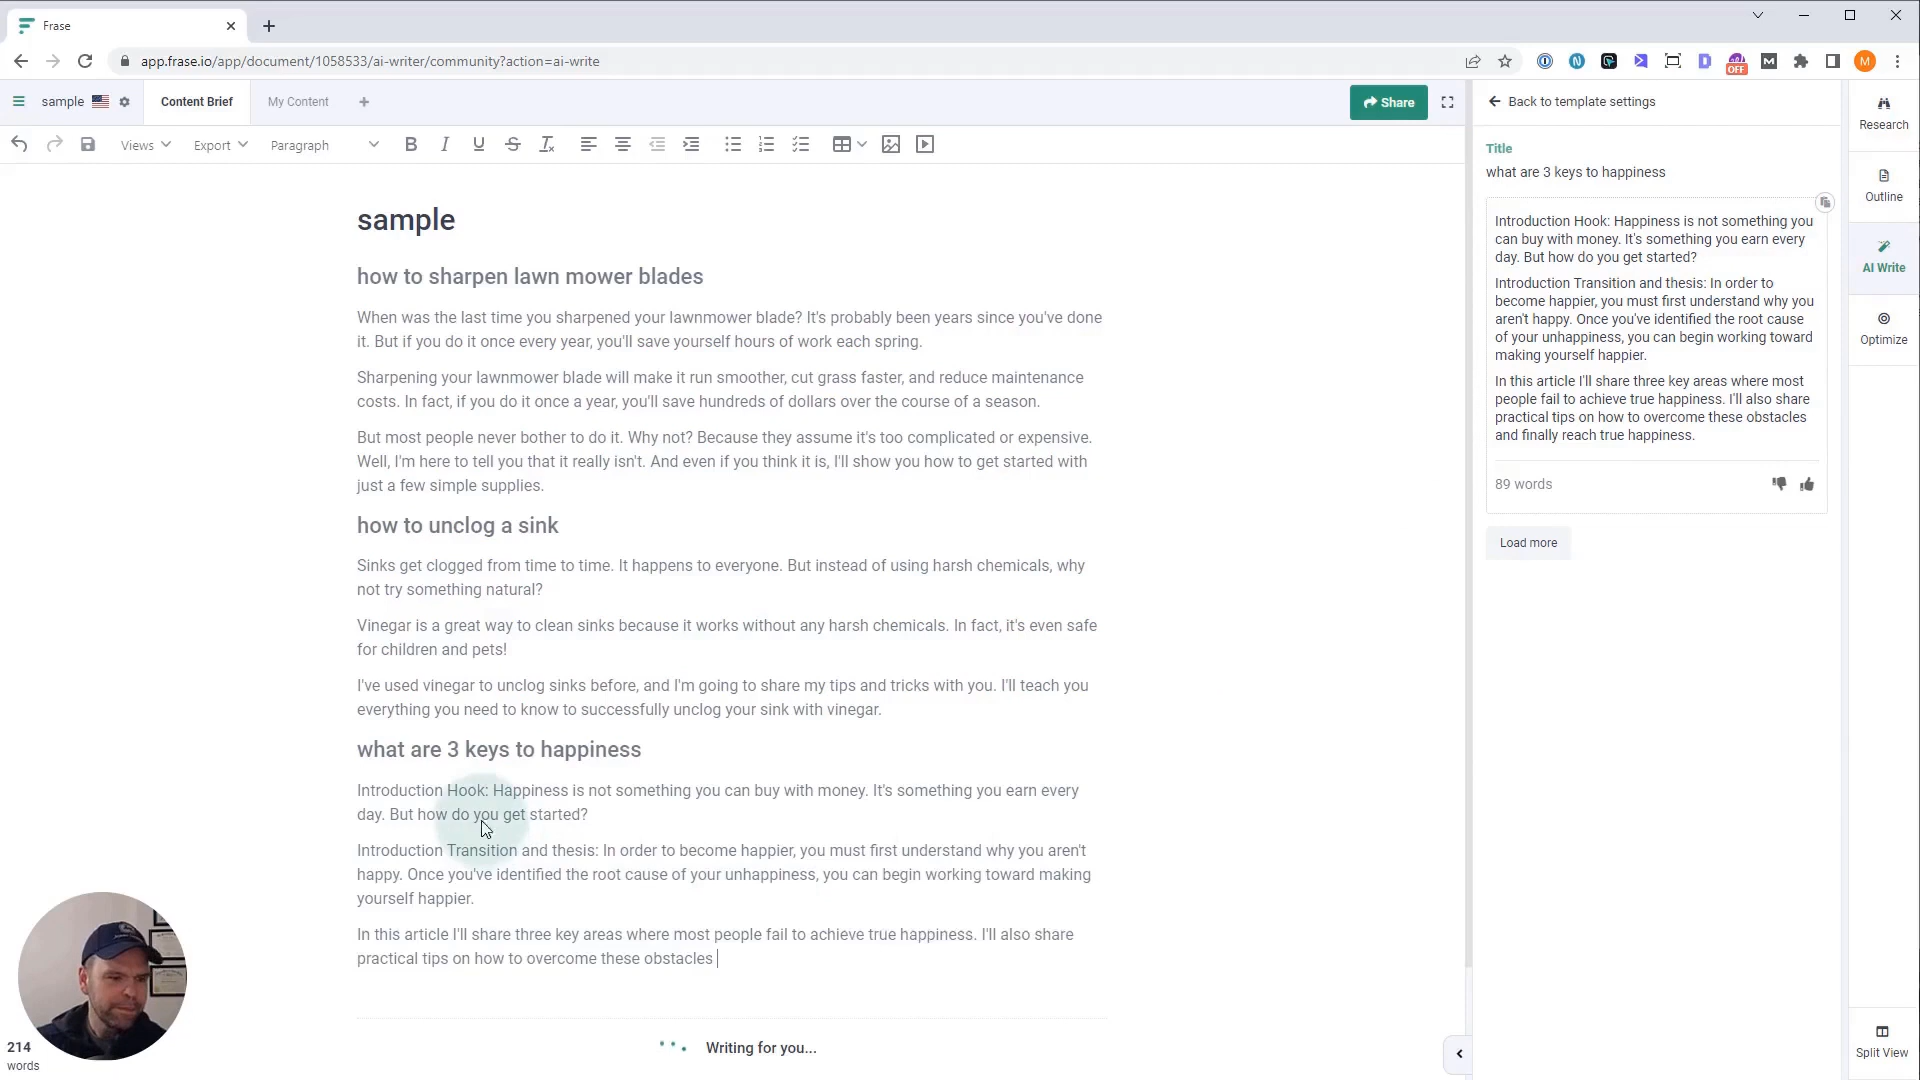 Frase
app.frase.io/app/document/1058533/ai-writer/community?action=ai-write
OFF
M
sample
Content Brief
My Content
Share
Back to template settings
Views
Export
Paragraph
B I U S
sample
how to sharpen lawn mower blades
When was the last time you sharpened your lawnmower blade? It's probably been years since you've done
it. But if you do it once every year, you'll save yourself hours of work each spring.
Sharpening your lawnmower blade will make it run smoother, cut grass faster, and reduce maintenance
costs. In fact, if you do it once a year, you'll save hundreds of dollars over the course of a season.
But most people never bother to do it. Why not? Because they assume it's too complicated or expensive.
Well, I'm here to tell you that it really isn't. And even if you think it is, I'll show you how to get started with
just a few simple supplies.
how to unclog a sink
Sinks get clogged from time to time. It happens to everyone. But instead of using harsh chemicals, why
not try something natural?
Vinegar is a great way to clean sinks because it works without any harsh chemicals. In fact, it's even safe
for children and pets!
I've used vinegar to unclog sinks before, and I'm going to share my tips and tricks with you. I'll teach you
everything you need to know to successfully unclog your sink with vinegar.
what are 3 keys to happiness
Introduction Hook: Happiness is not something you can buy with money. It's something you earn every
day. But how do you get started?
Introduction Transition and thesis: In order to become happier, you must first understand why you aren't
happy. Once you've identified the root cause of your unhappiness, you can begin working toward making
yourself happier.
In this article I'll share three key areas where most people fail to achieve true happiness. I'll also share
practical tips on how to overcome these obstacles
Writing for you...
214
words
Title
what are 3 keys to happiness
Introduction Hook: Happiness is not something you
can buy with money. It's something you earn every
day. But how do you get started?
Introduction Transition and thesis: In order to
become happier, you must first understand why you
aren't happy. Once you've identified the root cause
of your unhappiness, you can begin working toward
making yourself happier.
In this article I'll share three key areas where most
people fail to achieve true happiness. I'll also share
practical tips on how to overcome these obstacles
and finally reach true happiness.
89 words
Load more
Research
Outline
AI Write
Optimize
Split View